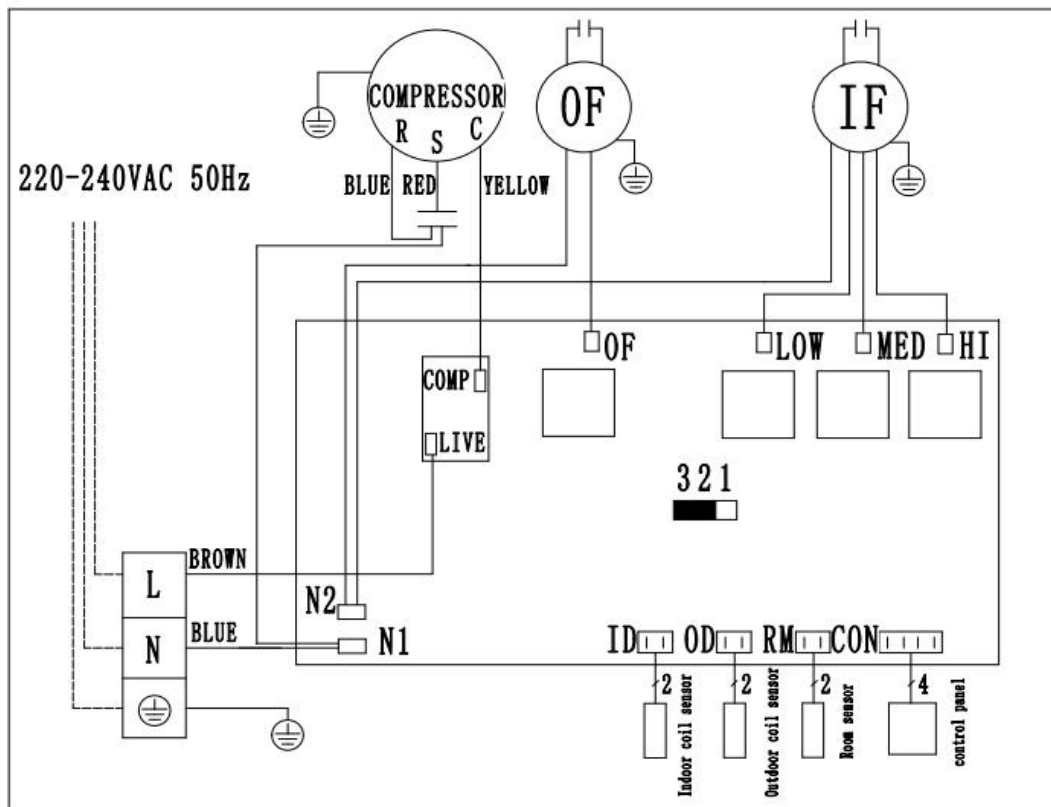 COMPRESSOR
R S C
OF
IF
220-240VAC 50Hz
BLUE RED YELLOW
OF
LOW
MED
HI
COMP
LIVE
3 2 1
BROWN
L
N2
BLUE
N1
N
ID
OD
RM
CON
2
2
2
4
Indoor coil sensor
Outdoor coil sensor
Room sensor
control panel